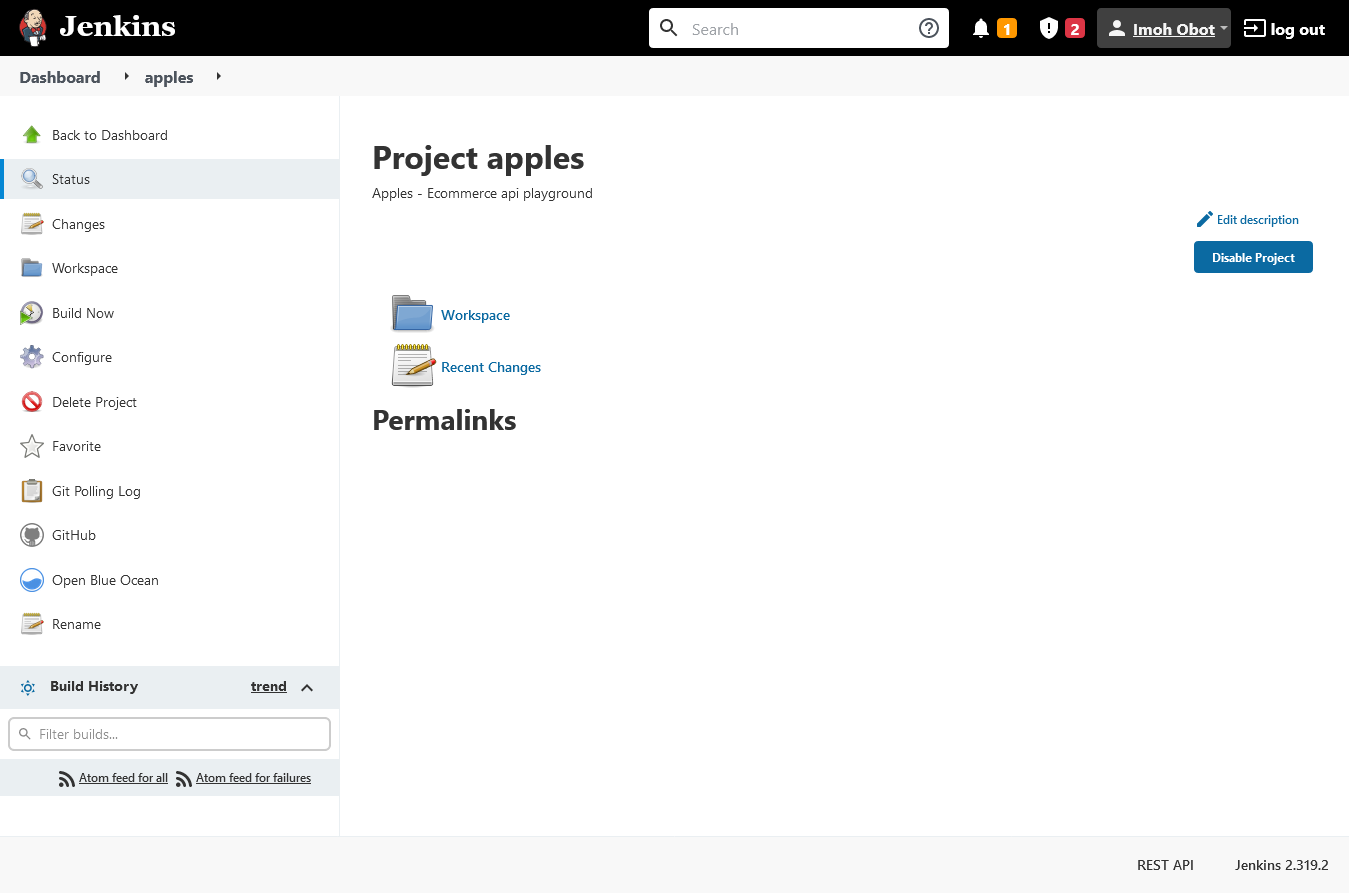 Jenkins
Search
1
2
Imoh Obot
log out
Dashboard
apples
Back to Dashboard
Status
Changes
Workspace
Build Now
Configure
Delete Project
Favorite
Git Polling Log
GitHub
Open Blue Ocean
Rename
Build History
trend
Filter builds...
Atom feed for all
Atom feed for failures
Project apples
Apples - Ecommerce api playground
Edit description
Disable Project
Workspace
Recent Changes
Permalinks
REST API
Jenkins 2.319.2